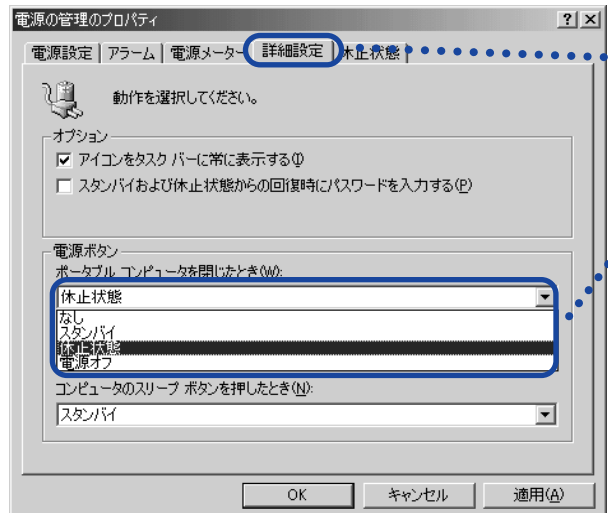 電源の管理のプロパティ
電源設定 アラーム 電源メーター 詳細設定 休止状態
動作を選択してください。
オプション
アイコンをタスク バーに常に表示する(I)
スタンバイおよび休止状態からの回復時にパスワードを入力する(P)
電源ボタン
ポータブル コンピュータを閉じたとき(W):
休止状態
なし
スタンバイ
休止状態
電源オフ
コンピュータのスリープ ボタンを押したとき(N):
スタンバイ
OK キャンセル 適用(A)